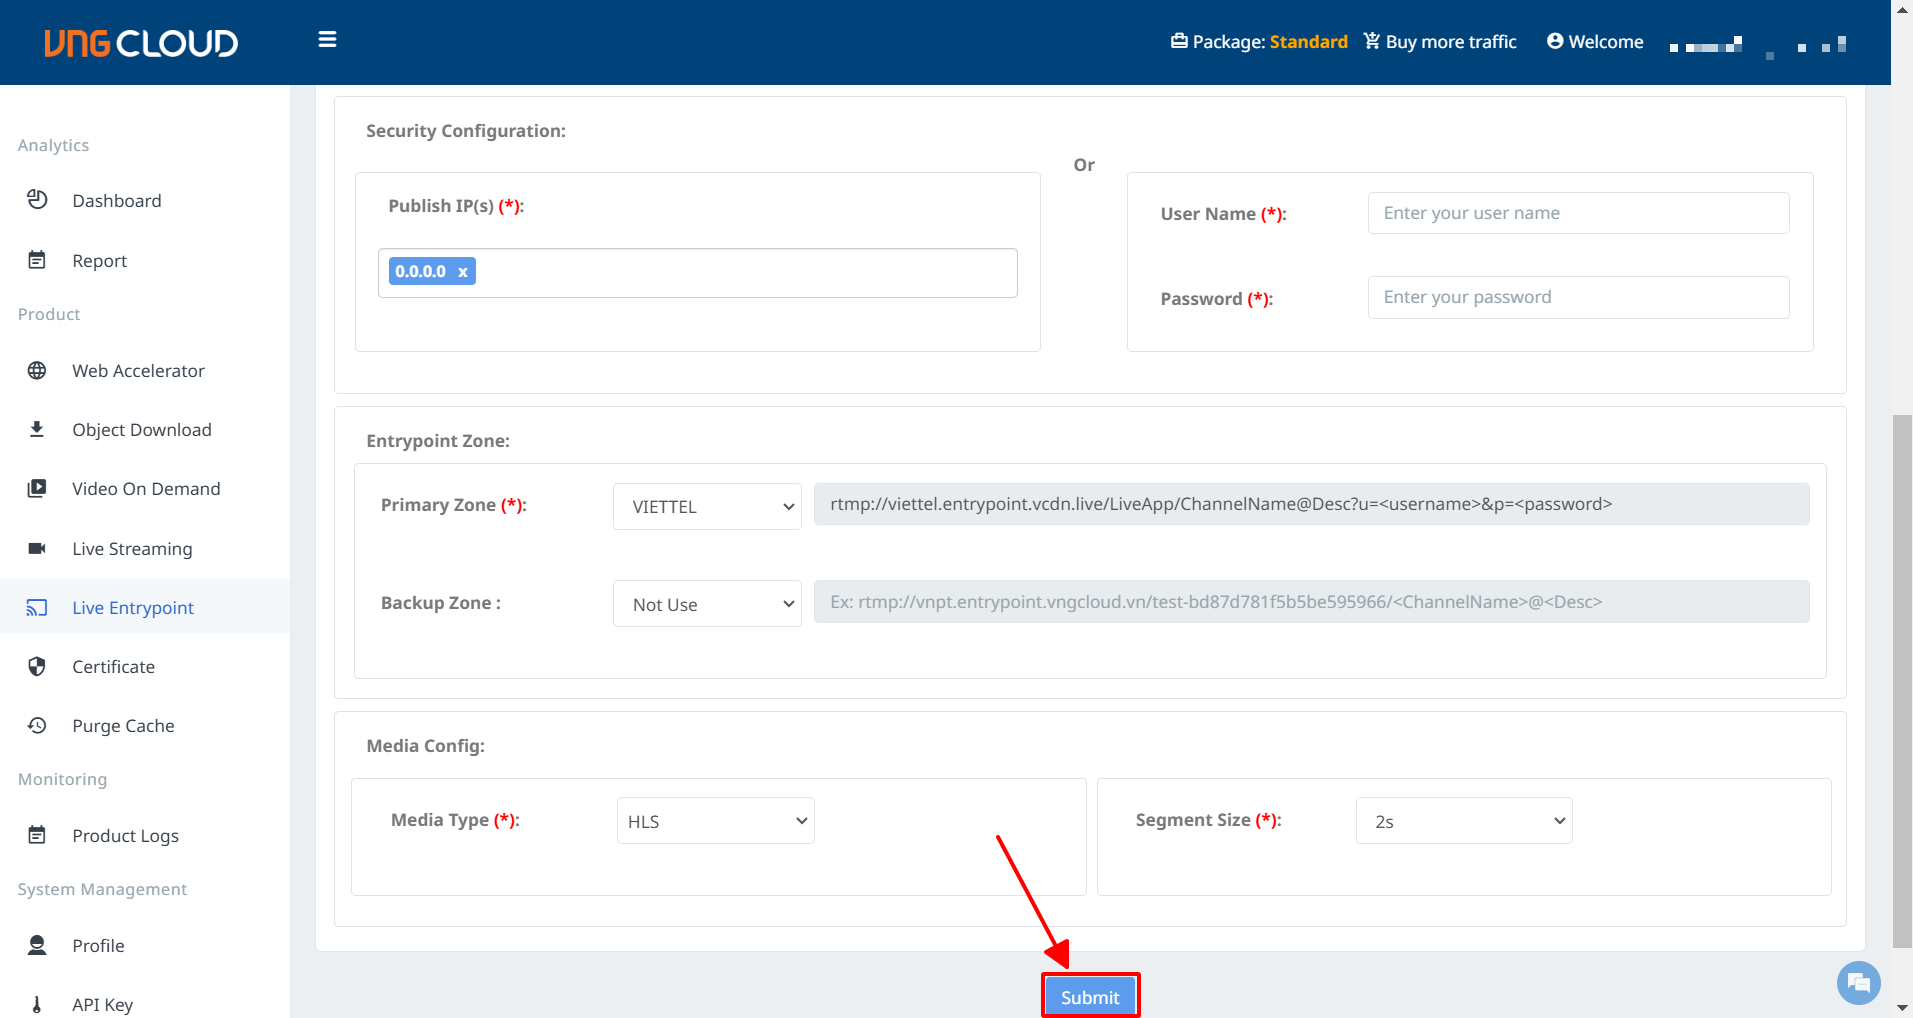 VNG CLOUD
Package: Standard
Buy more traffic
Welcome
Analytics
Dashboard
Report
Product
Web Accelerator
Object Download
Video On Demand
Live Streaming
Live Entrypoint
Certificate
Purge Cache
Monitoring
Product Logs
System Management
Profile
API Key
Security Configuration:
Publish IP(s) (*):
0.0.0.0 x
Or
User Name (*):
Enter your user name
Password (*):
Enter your password
Entrypoint Zone:
Primary Zone (*):
VIETTEL
rtmp://viettel.entrypoint.vcdn.live/LiveApp/ChannelName@Desc?u=<username>&p=<password>
Backup Zone :
Not Use
Ex: rtmp://vnpt.entrypoint.vngcloud.vn/test-bd87d781f5b5be595966/<ChannelName>@<Desc>
Media Config:
Media Type (*):
HLS
Segment Size (*):
2s
Submit